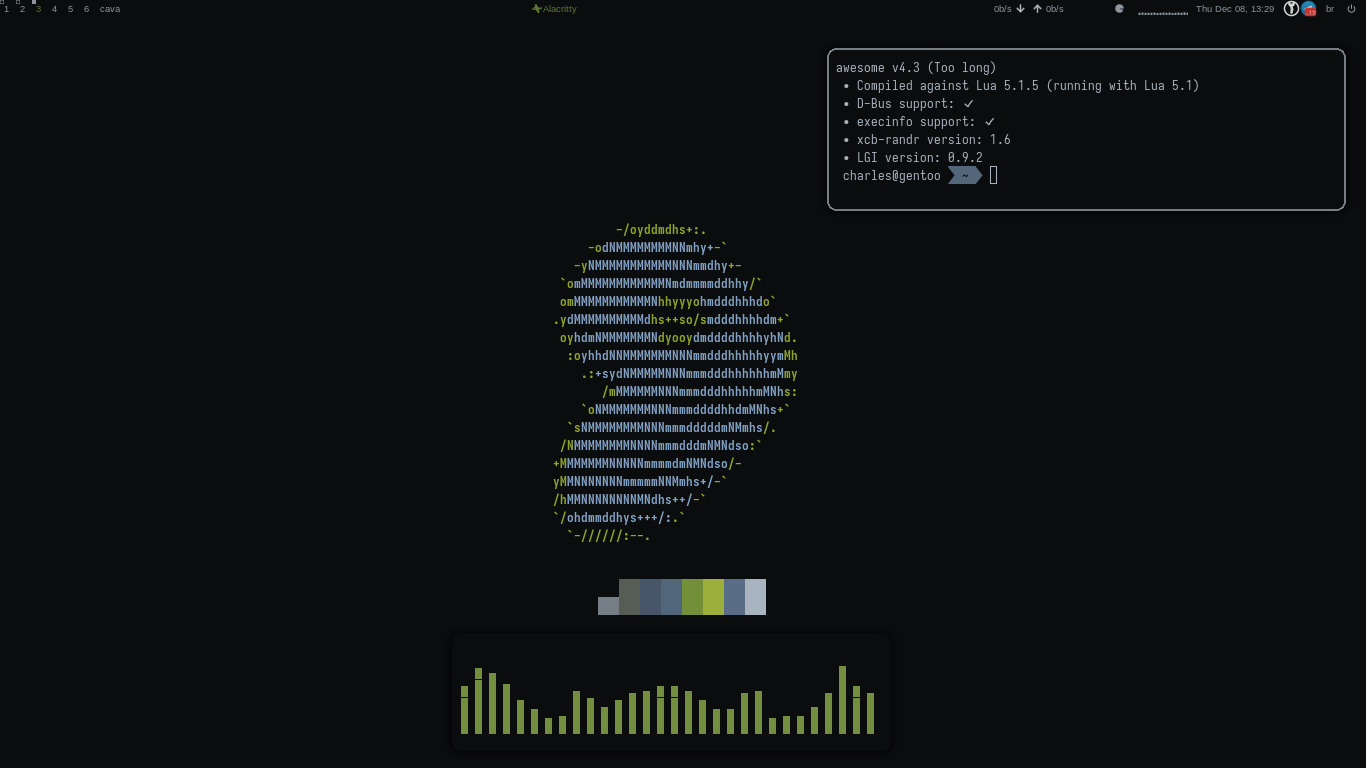 1 2 3 4 5 6 cava Alacritty 0b/s 0b/s Thu Dec 08, 13:29 br
awesome v4.3 (Too long)
• Compiled against Lua 5.1.5 (running with Lua 5.1)
• D-Bus support: ✓
• execinfo support: ✓
• xcb-randr version: 1.6
• LGI version: 0.9.2
charles@gentoo ~
-/oyddmdhs+:.
-odNMMMMMMMMNNmhy+-`
-yNMMMMMMMMMMMNNNmmdhy+-
`omMMMMMMMMMMMMNmdmmmmddhhy/`
omMMMMMMMMMMMNhhyyyohmdddhhhdo`
.ydMMMMMMMMMMdhs++so/smdddhhhhdm+`
oyhdmNMMMMMMMNdyooydmddddhhhhyhNd.
:oyhhdNNMMMMMMMNNNmmdddhhhhhyymMh
.:+sydNMMMMMNNNmmmdddhhhhhhmMmy
/mMMMMMMNNNmmmdddhhhhhmMNhs:
`oNMMMMMMMNNNmmmddddhhdmMNhs+`
`sNMMMMMMMMNNNmmmdddddmNMmhs/.
/NMMMMMMMMNNNNmmmdddmNMNdso:`
+MMMMMMMNNNNNmmmmdmNMNdso/-
yMMNNNNNNNmmmmmNNMmhs+/-`
/hMMNNNNNNNNMNdhs++/-`
`/ohdmmddhys+++/:.`
`-//////:--.